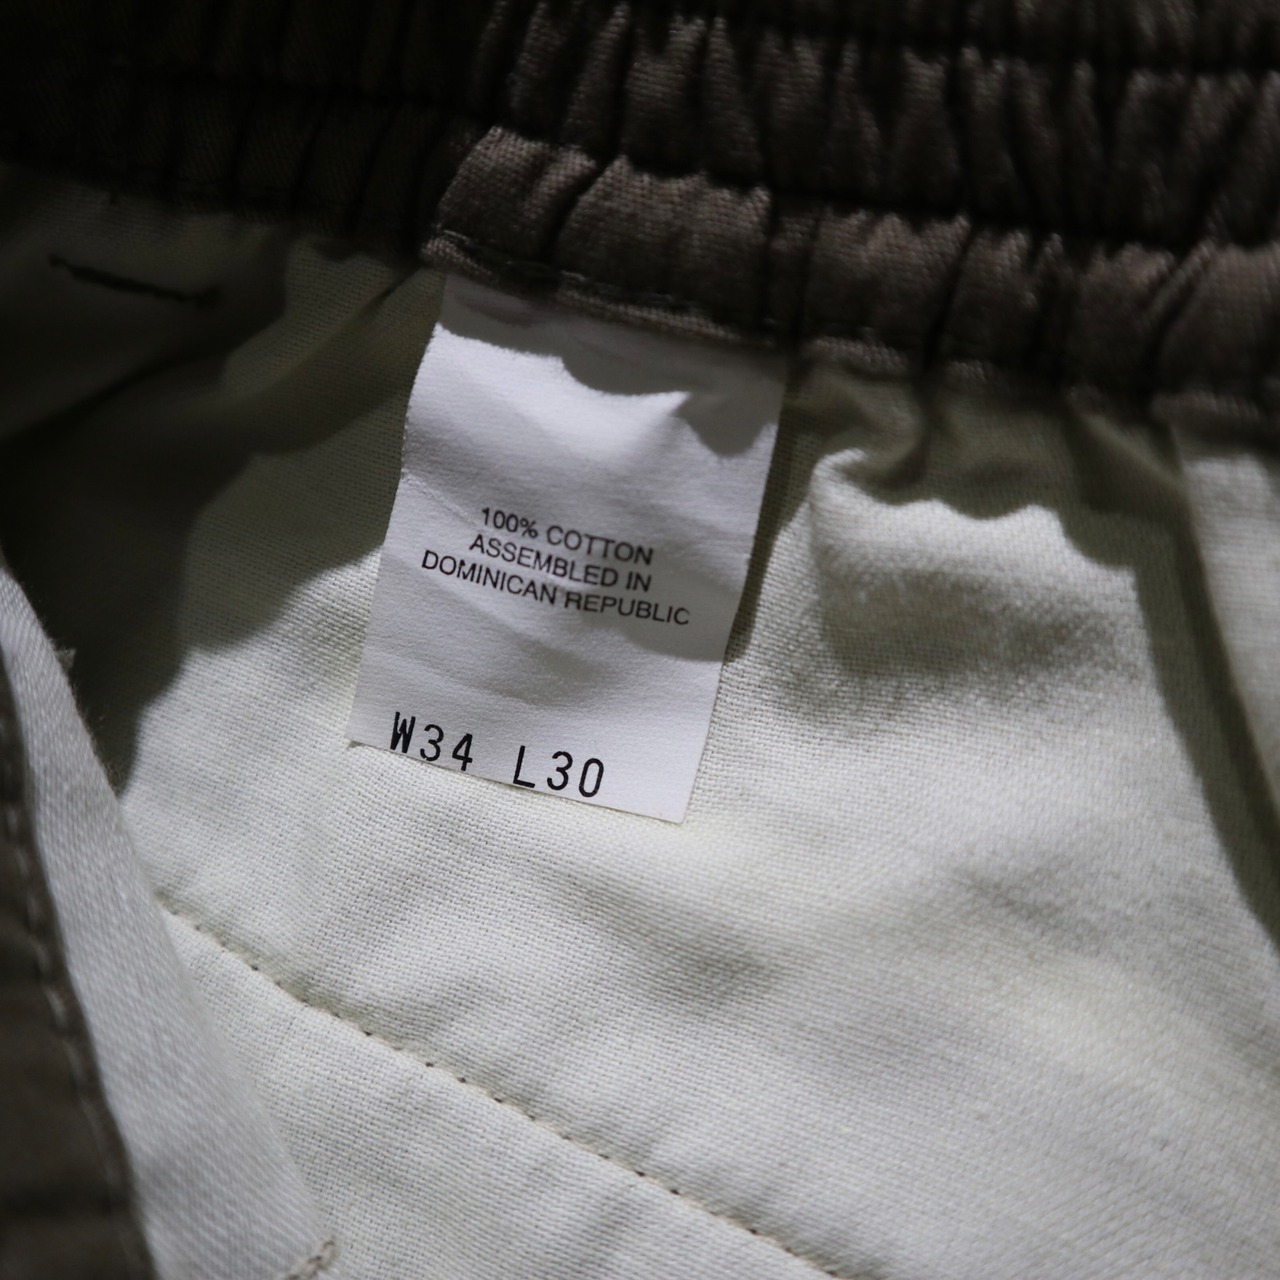 100% COTTON
ASSEMBLED IN
DOMINICAN REPUBLIC
W34 L30